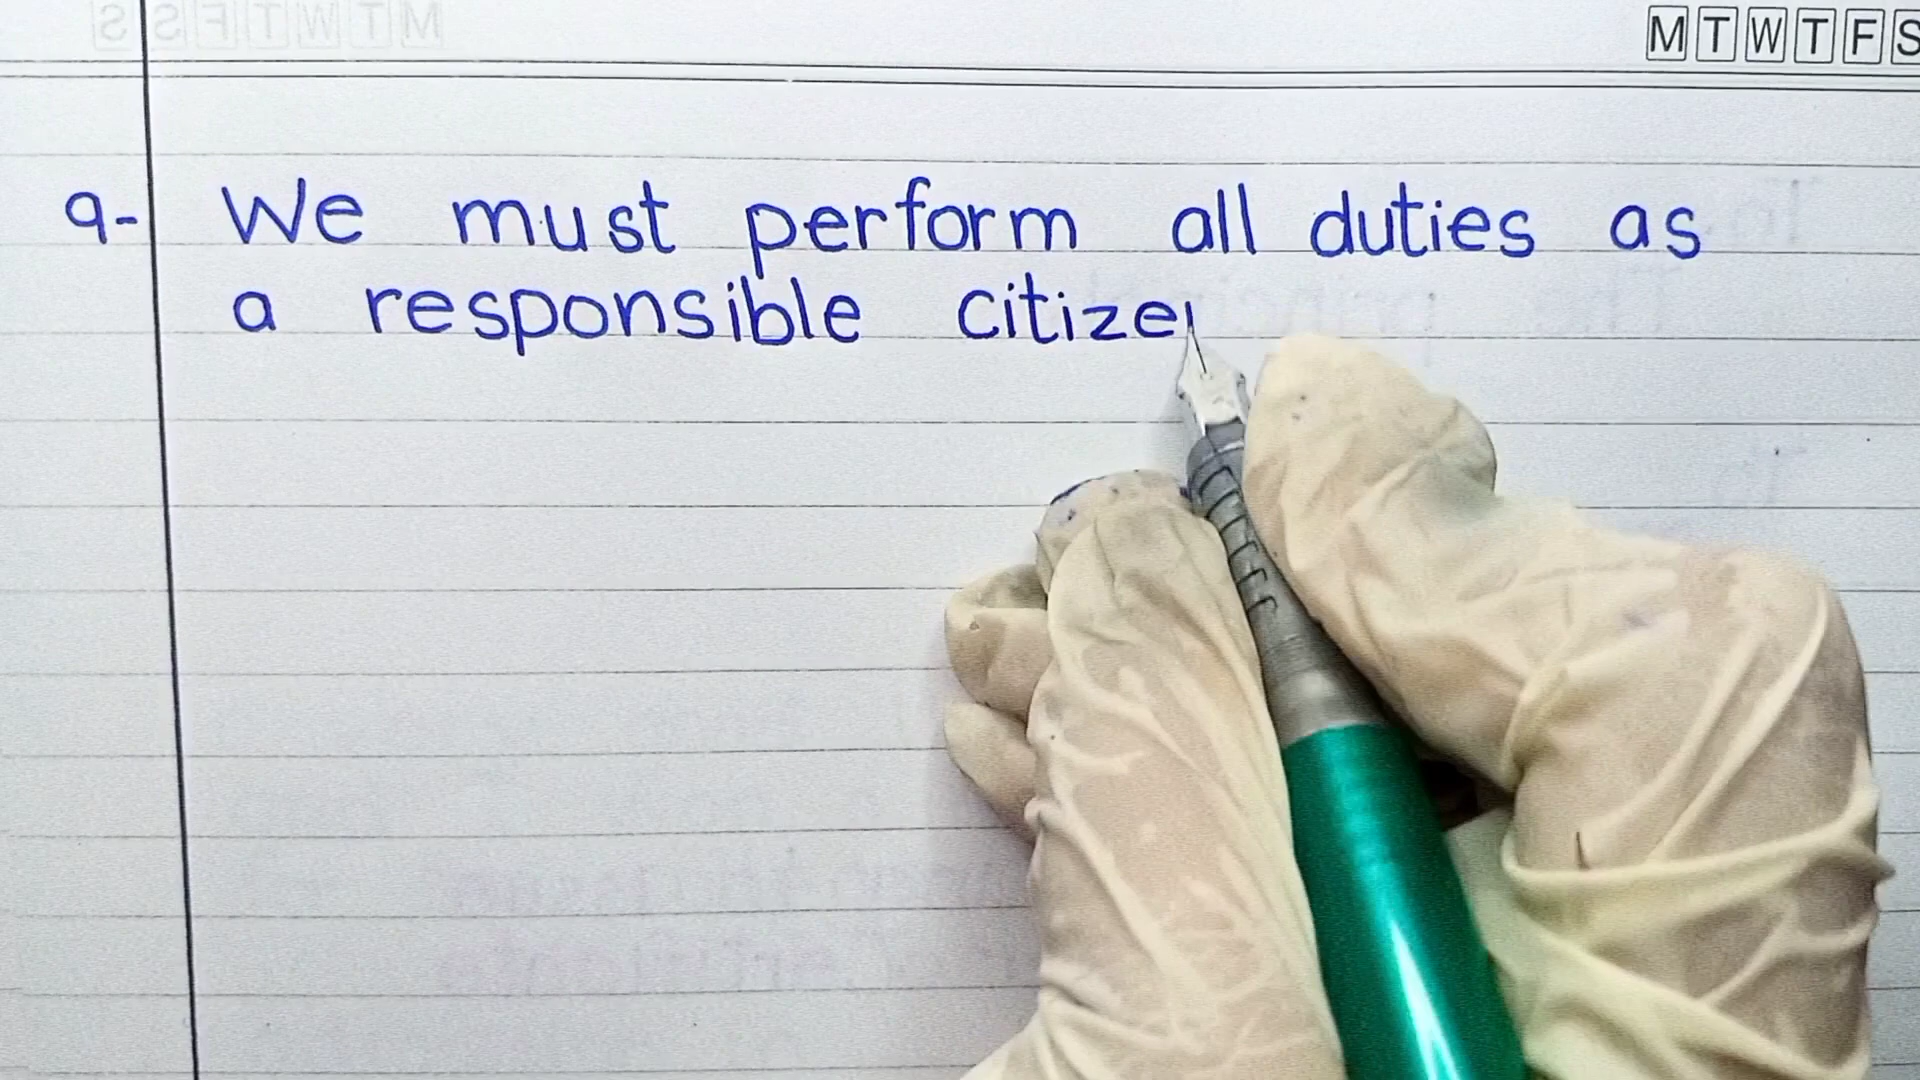 M T W T F S
9- We must perform all duties as
a responsible citize